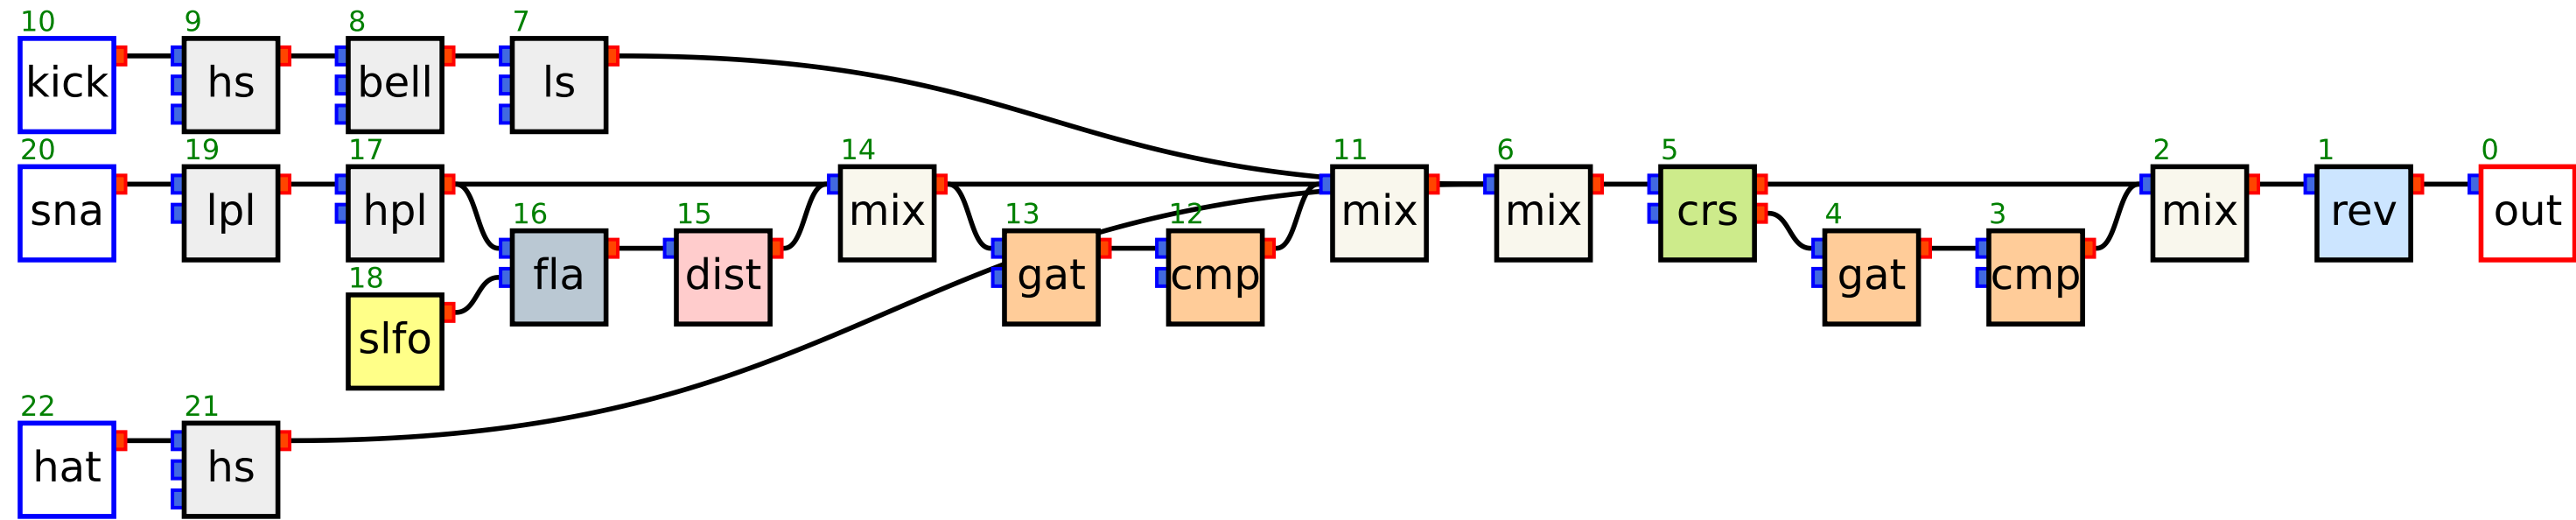 10 9 8 7
kick hs bell ls
20 19 17 14 11 6 5 2 1 0
sna lpl hpl mix mix mix crs mix rev out
16 15 13 12 4 3
fla dist gat cmp gat cmp
18
slfo
22 21
hat hs